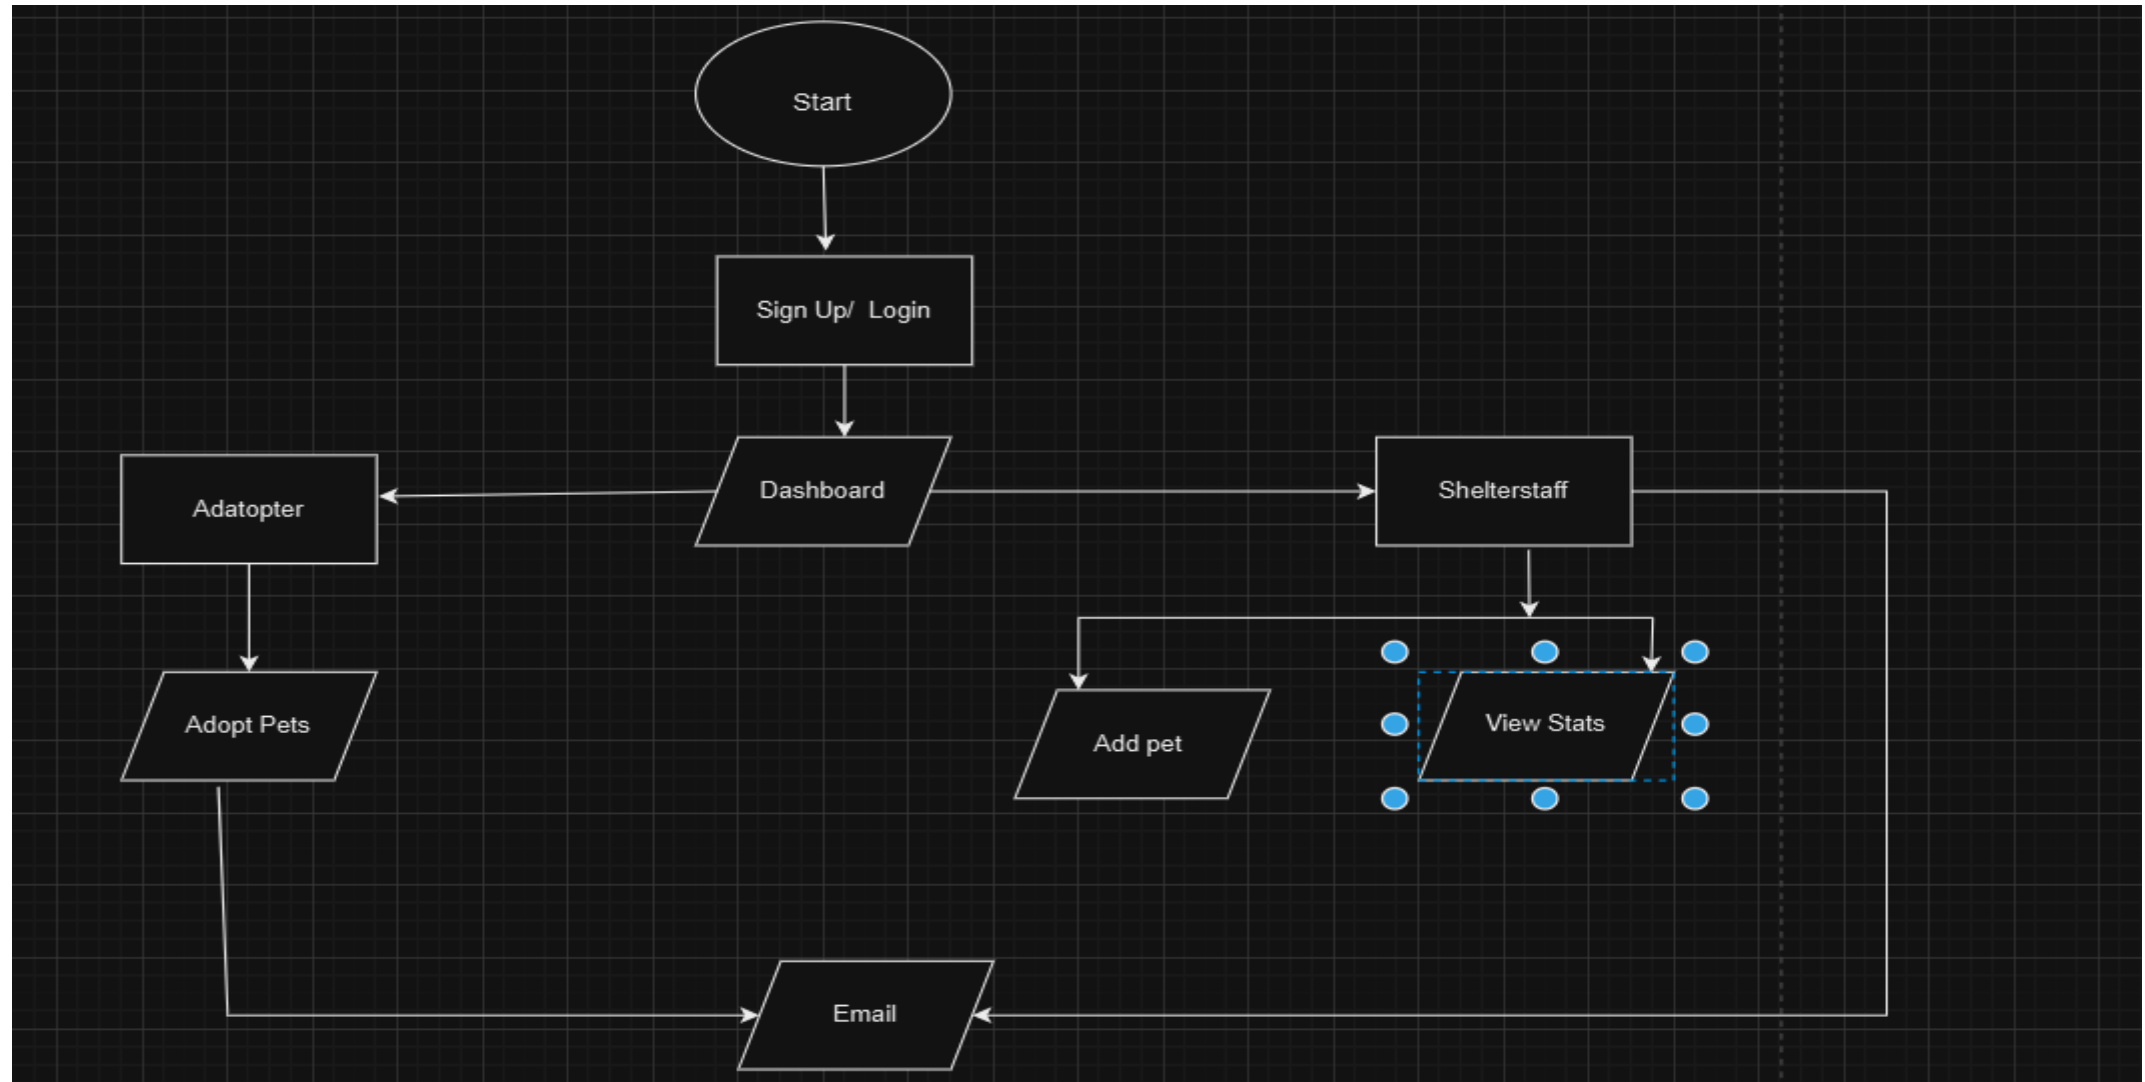 Start
Sign Up/  Login
Dashboard
Adatopter
Shelterstaff
Adopt Pets
Add pet
View Stats
Email